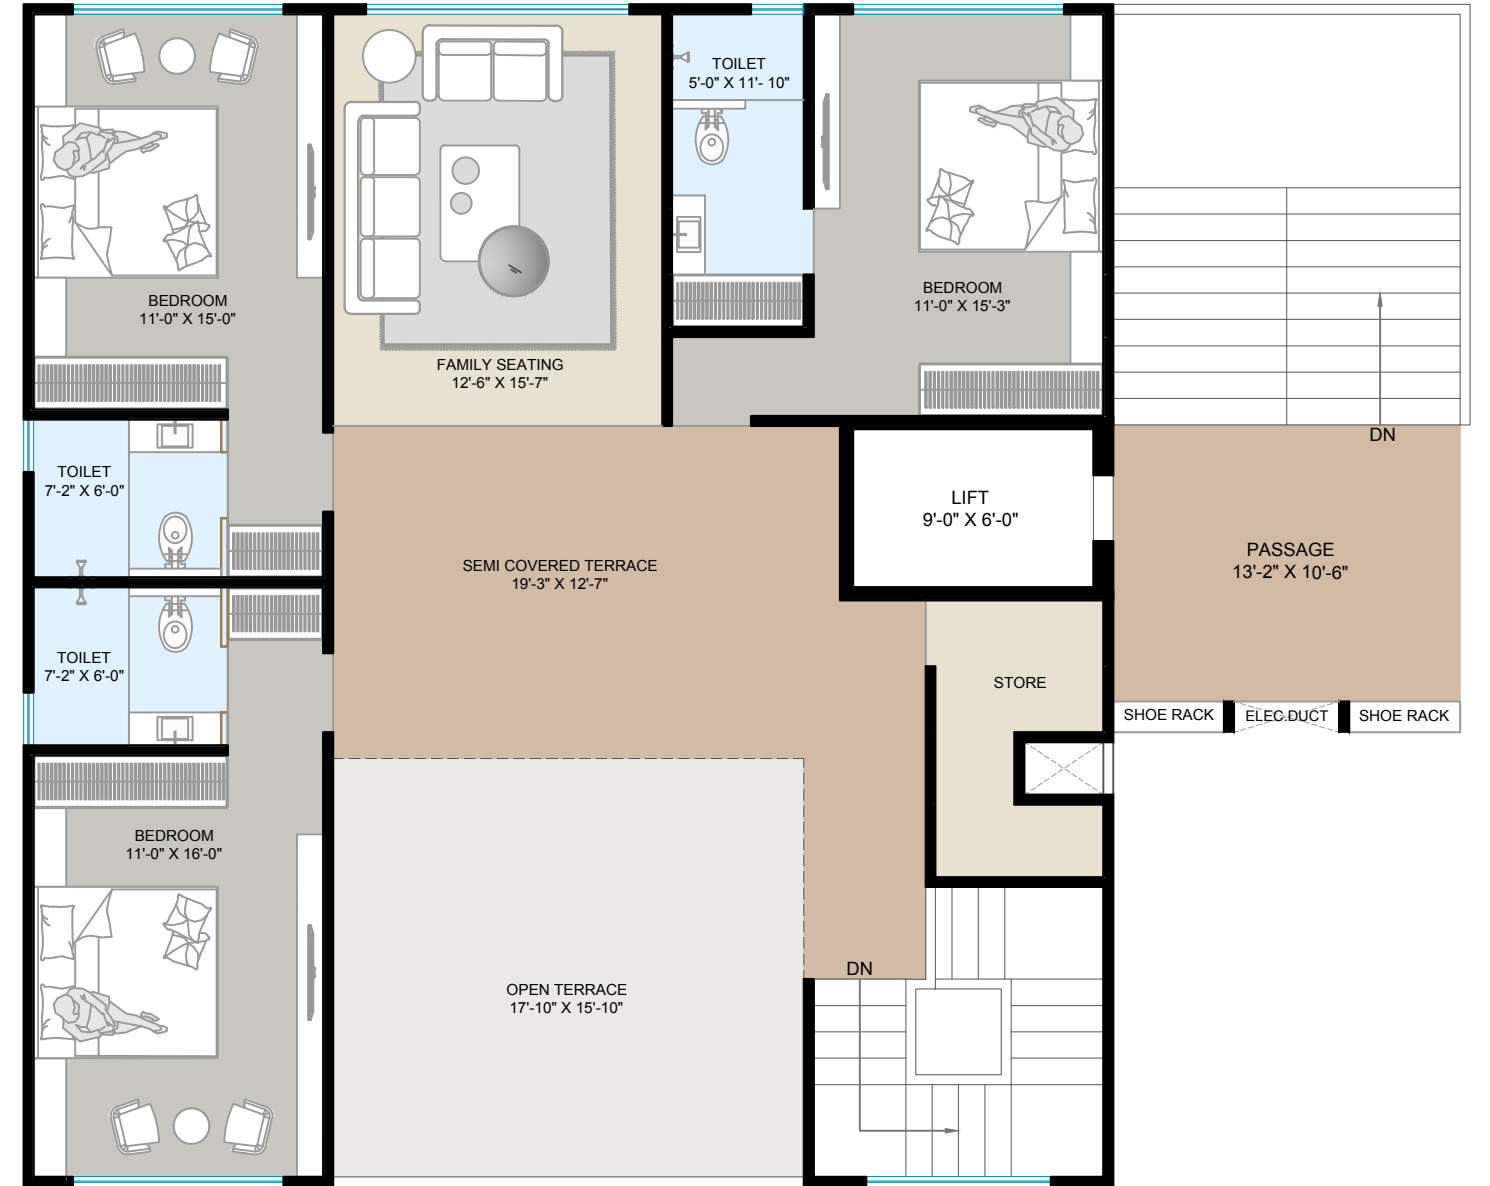 TOILET
5'-0" X 11'- 10"
BEDROOM
11'-0" X 15'-0"
BEDROOM
11'-0" X 15'-3"
FAMILY SEATING
12'-6" X 15'-7"
DN
TOILET
7'-2" X 6'-0"
LIFT
9'-0" X 6'-0"
SEMI COVERED TERRACE
19'-3" X 12'-7"
PASSAGE
13'-2" X 10'-6"
TOILET
7'-2" X 6'-0"
STORE
SHOE RACK
ELEC.DUCT
SHOE RACK
BEDROOM
11'-0" X 16'-0"
DN
OPEN TERRACE
17'-10" X 15'-10"